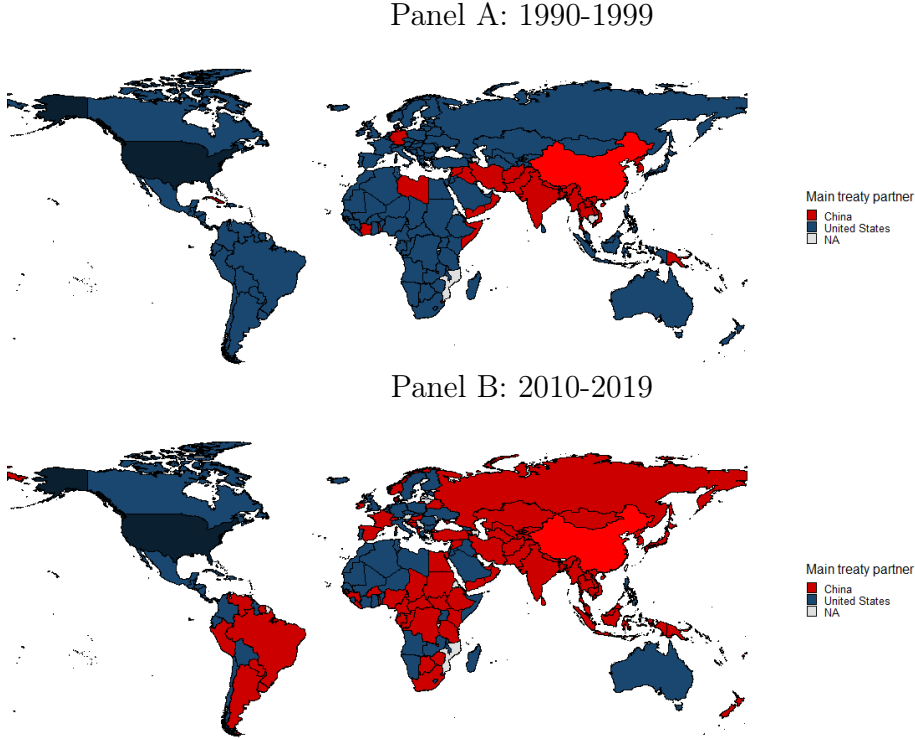 Panel A: 1990-1999
Main treaty partner
China
United States
NA
Panel B: 2010-2019
Main treaty partner
China
United States
NA